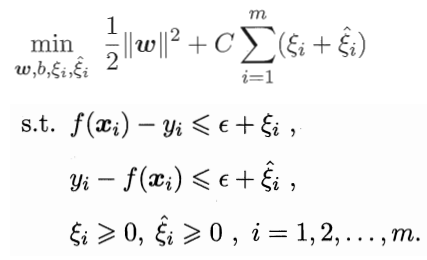 min_{w,b,ξ_i,ξ̂_i} 1/2 ‖w‖² + C ∑_{i=1}^{m} (ξ_i + ξ̂_i)
s.t. f(x_i) − y_i ⩽ ϵ + ξ_i ,
y_i − f(x_i) ⩽ ϵ + ξ̂_i ,
ξ_i ⩾ 0, ξ̂_i ⩾ 0 , i = 1, 2, . . . , m.